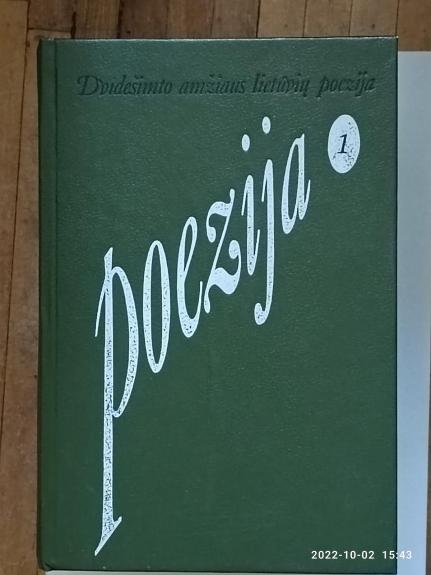 Dvidešimto amžiaus lietuvių poezija
1
poezija
2022-10-02 15:43